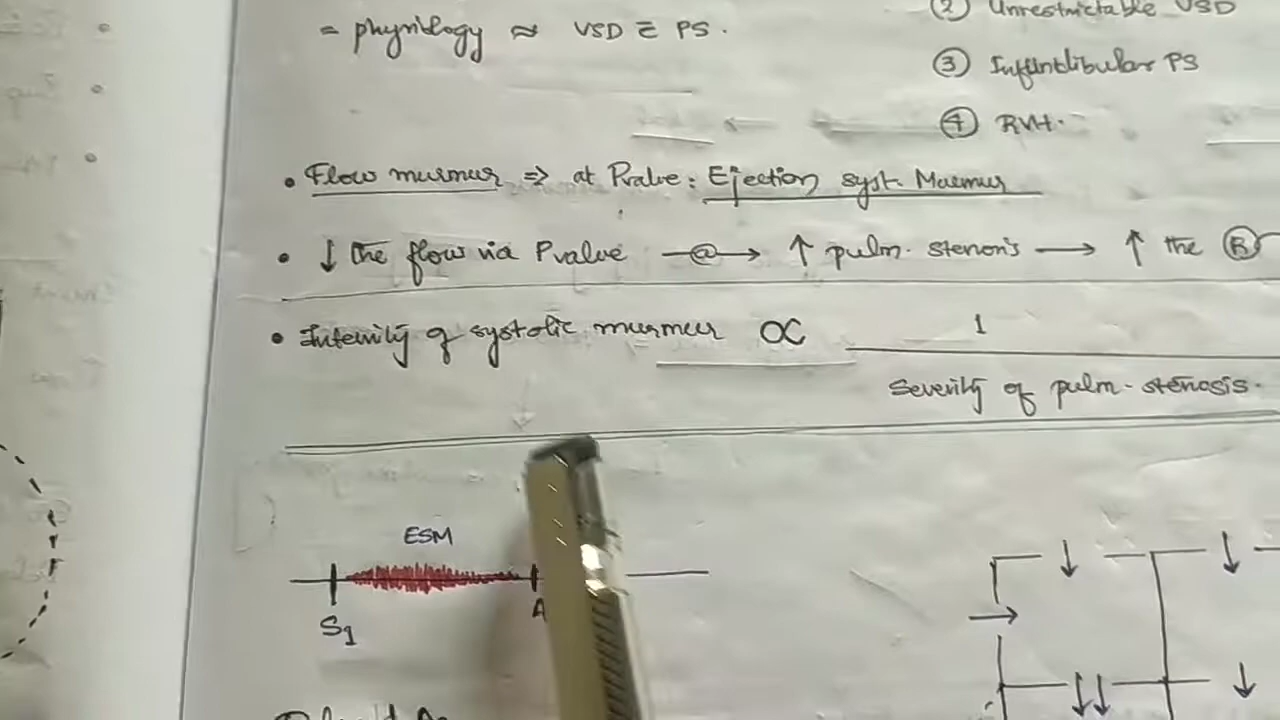 = physiology ≈ VSD c̄ PS.
② Unrestrictable VSD
③ Infundibular PS
④ RVH.
• Flow murmur ⇒ at Pvalve: Ejection syst. Murmur
• ↓ the flow via Pvalve —@→ ↑ pulm. stenosis → ↑ the Ⓡ
• Intensity of systolic murmur ∝ 1
Severity of pulm. stenosis.
ESM
S1 A